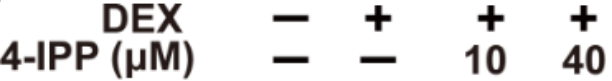 DEX — + + +
4-IPP (μM) — — 10 40